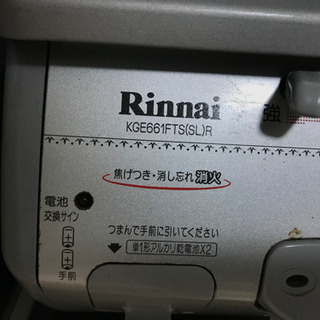 Rinnai
KGE661FTS(SL)R
強
焦げつき・消し忘れ消火
電池
交換サイン
手前
つまんで手前に引いてください
単1形アルカリ乾電池X2